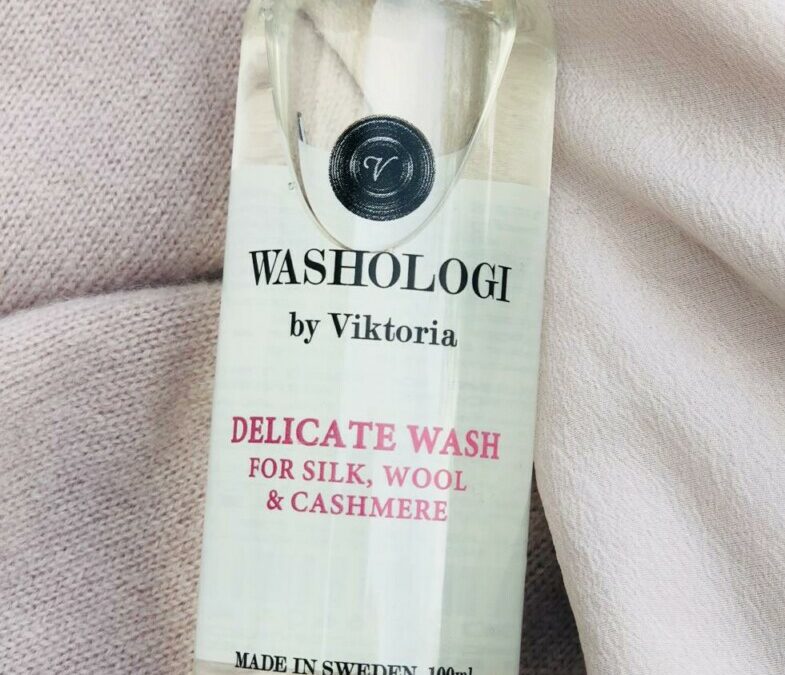 V
WASHOLOGI
by Viktoria
DELICATE WASH
FOR SILK, WOOL
& CASHMERE
MADE IN SWEDEN 100ml